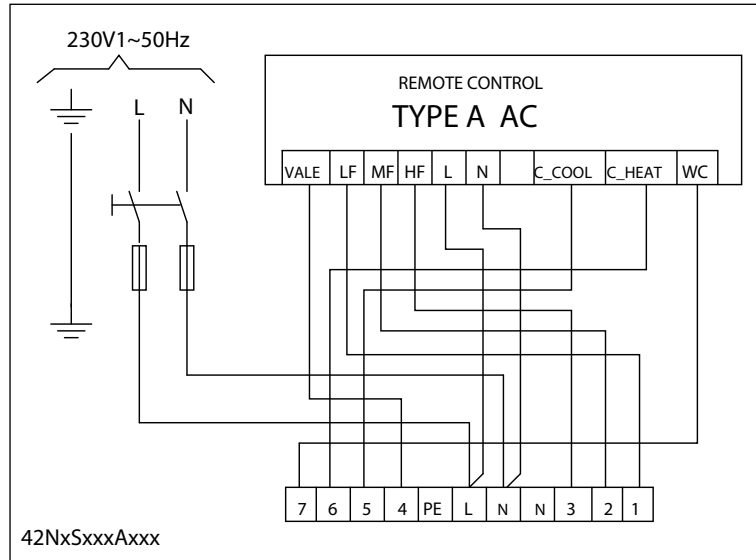 230V1~50Hz
L N
REMOTE CONTROL
TYPE A AC
VALE LF MF HF L N C_COOL C_HEAT WC
7 6 5 4 PE L N N 3 2 1
42NxSxxxAxxx